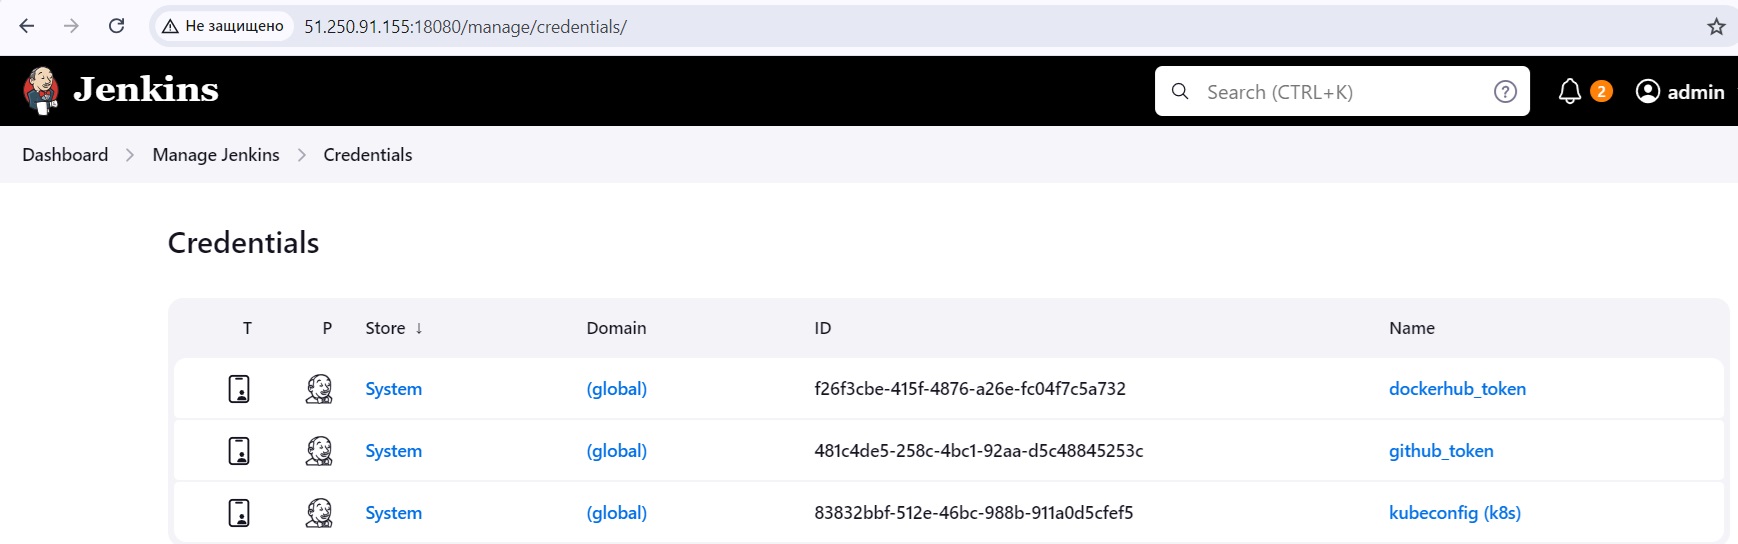 Не защищено 51.250.91.155:18080/manage/credentials/
Jenkins Search (CTRL+K) ? 2 admin
Dashboard Manage Jenkins Credentials
Credentials
T P Store ↓ Domain ID Name
System (global) f26f3cbe-415f-4876-a26e-fc04f7c5a732 dockerhub_token
System (global) 481c4de5-258c-4bc1-92aa-d5c48845253c github_token
System (global) 83832bbf-512e-46bc-988b-911a0d5cfef5 kubeconfig (k8s)